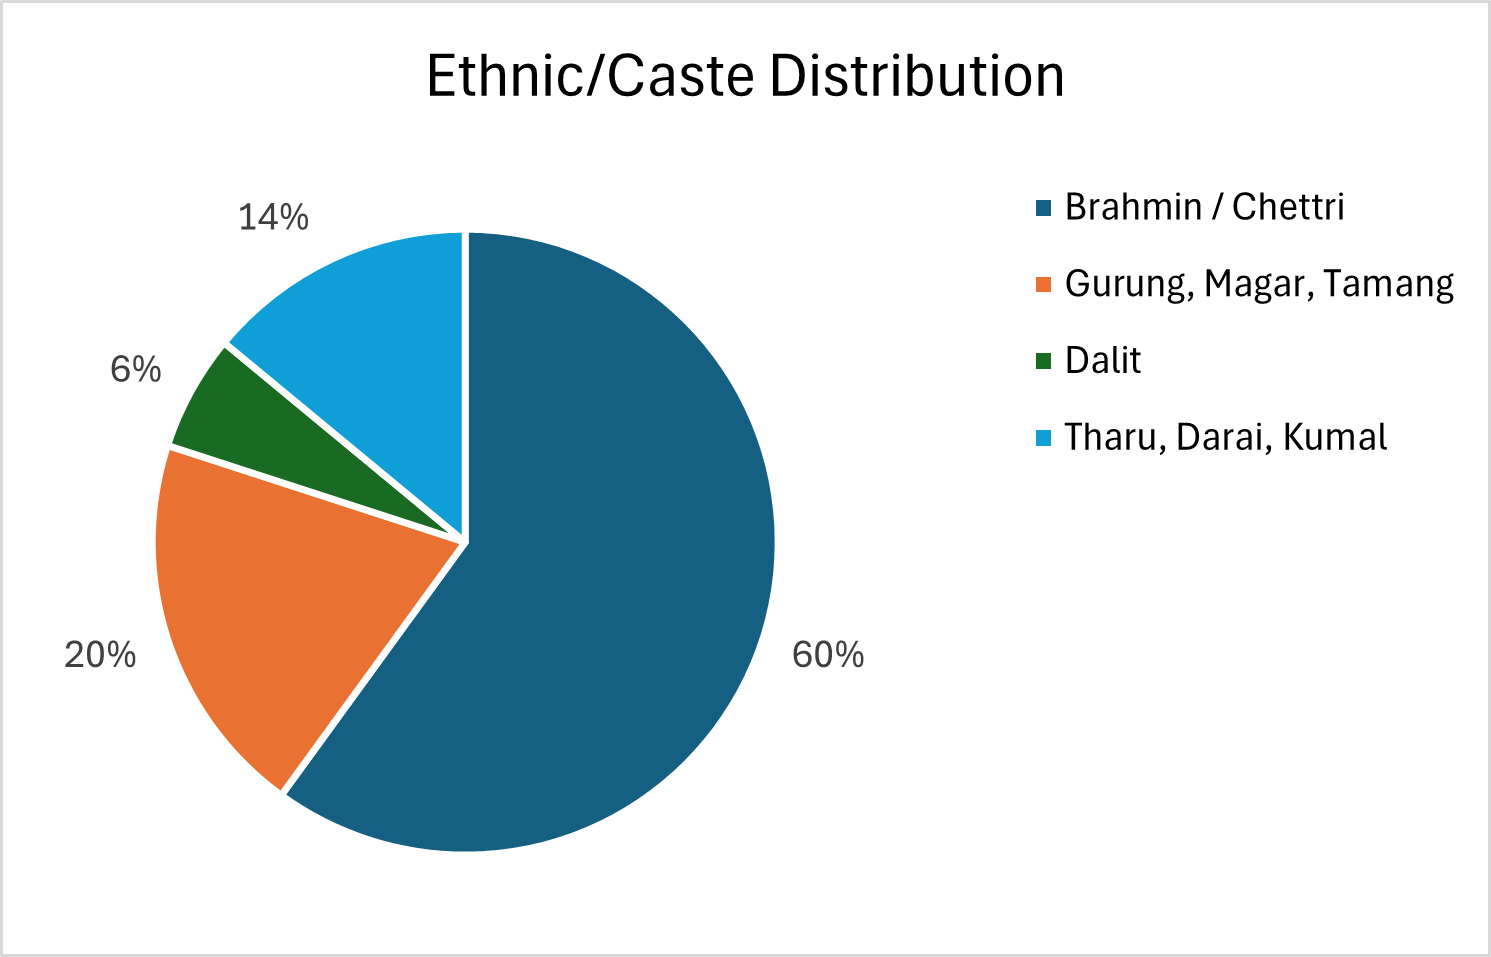 Ethnic/Caste Distribution
14%
6%
20%
60%
Brahmin / Chettri
Gurung, Magar, Tamang
Dalit
Tharu, Darai, Kumal